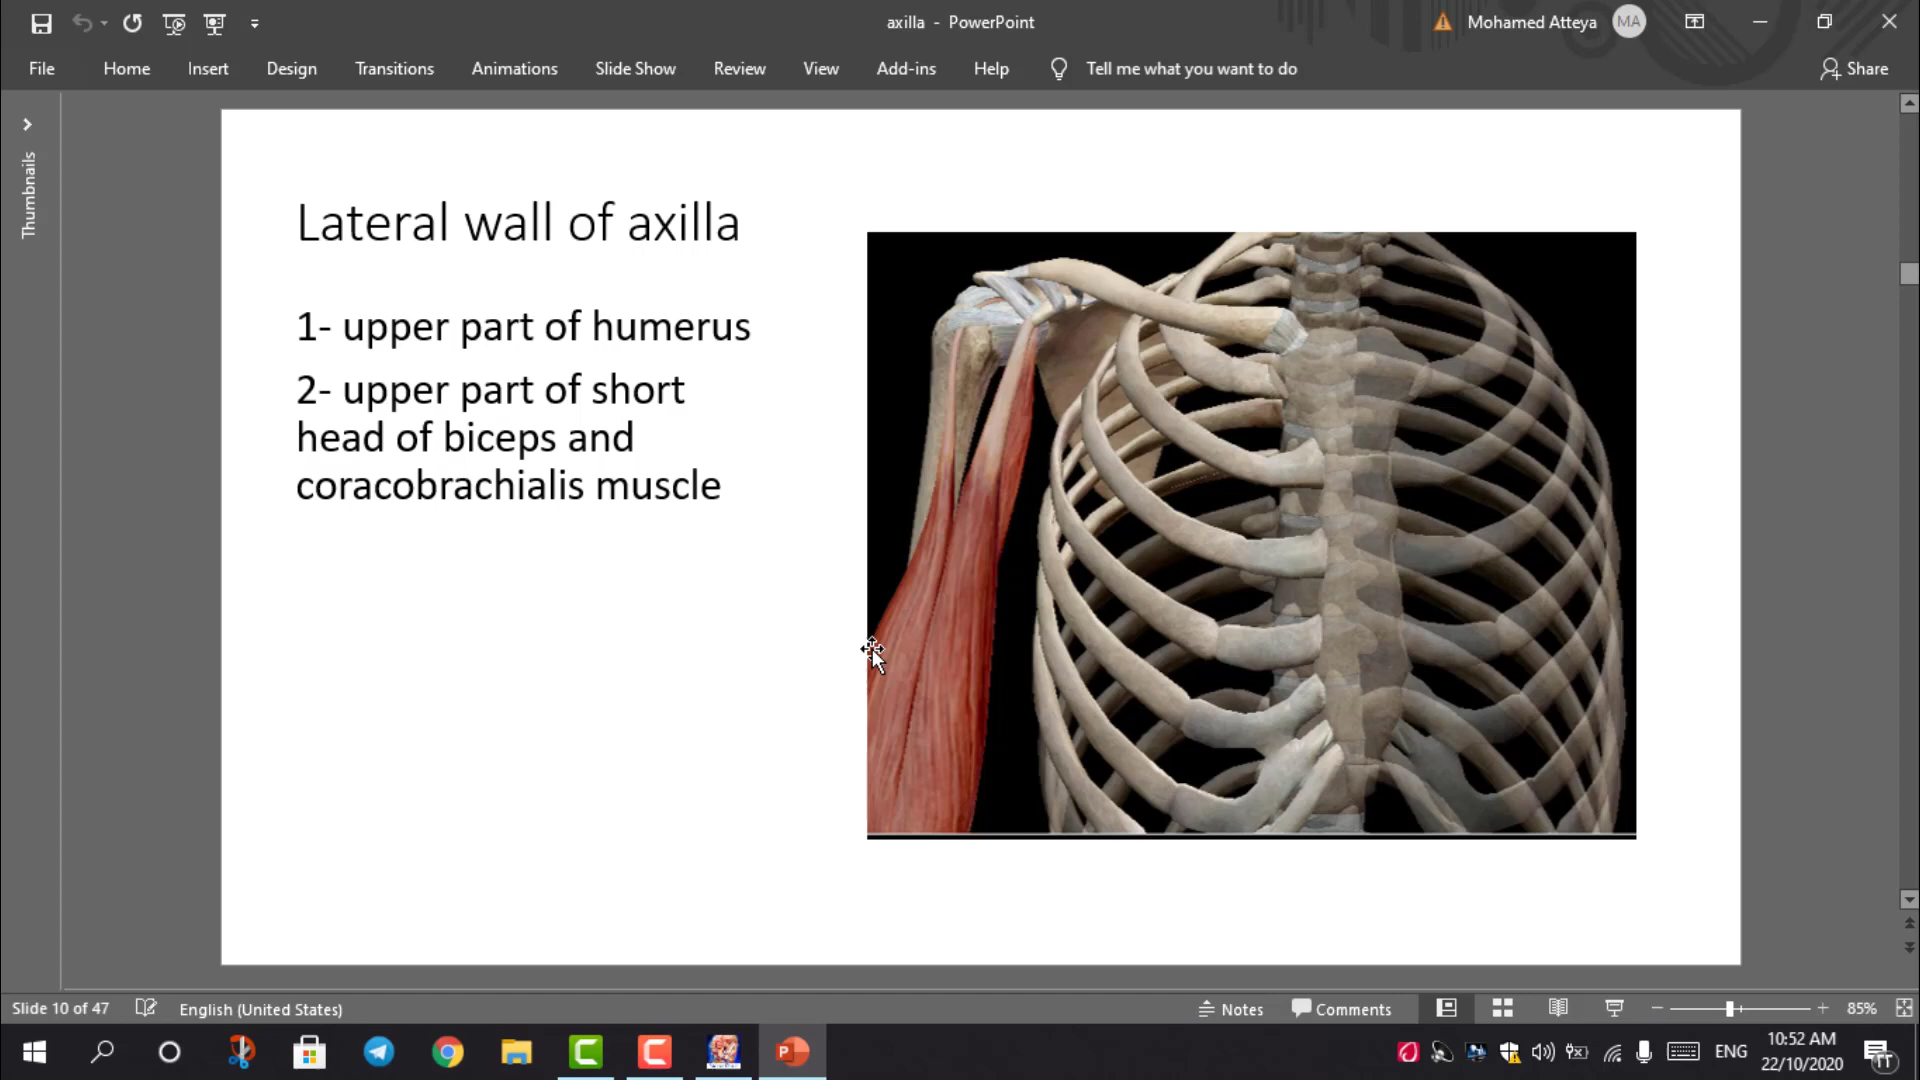 axilla - PowerPoint
Mohamed Atteya
MA
File
Home
Insert
Design
Transitions
Animations
Slide Show
Review
View
Add-ins
Help
Tell me what you want to do
Share
Thumbnails
Lateral wall of axilla
1- upper part of humerus
2- upper part of short
head of biceps and
coracobrachialis muscle
Slide 10 of 47
English (United States)
Notes
Comments
85%
ENG
10:52 AM
22/10/2020
٢٢